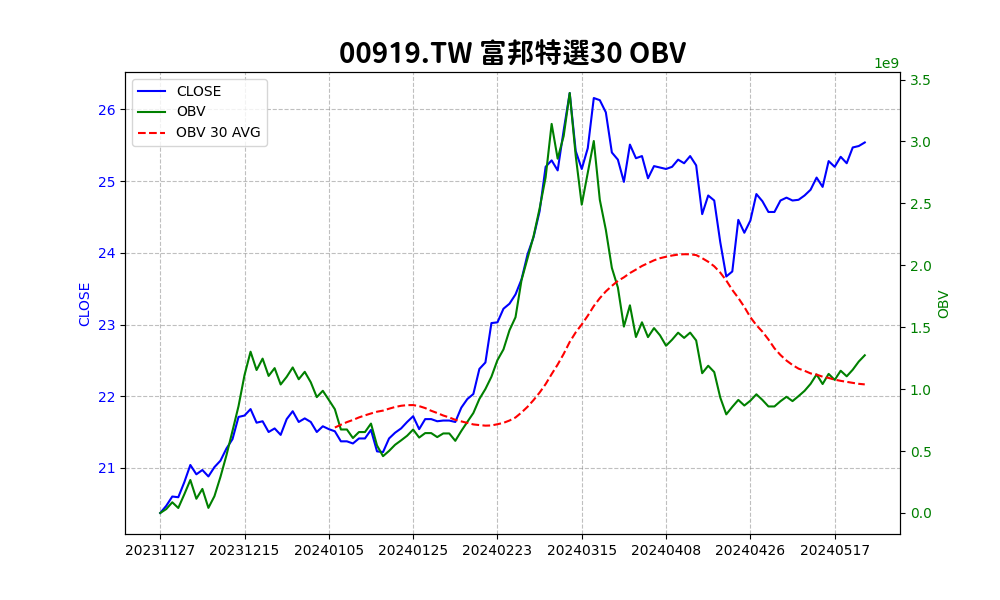 00919.TW 富邦特選30 OBV
1e9
CLOSE
OBV
OBV 30 AVG
26
25
24
23
22
21
CLOSE
3.5
3.0
2.5
2.0
1.5
1.0
0.5
0.0
OBV
20231127 20231215 20240105 20240125 20240223 20240315 20240408 20240426 20240517